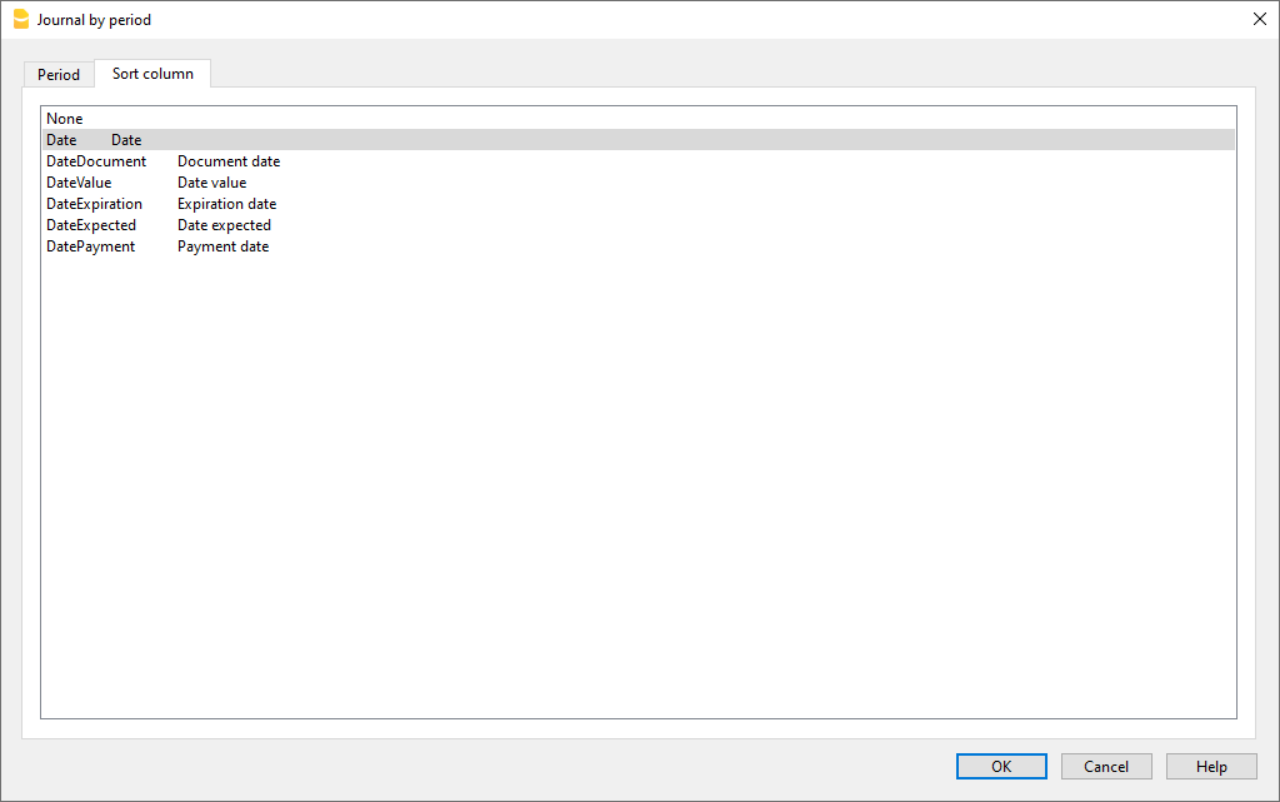 Journal by period
Period Sort column
None
Date Date
DateDocument Document date
DateValue Date value
DateExpiration Expiration date
DateExpected Date expected
DatePayment Payment date
OK Cancel Help